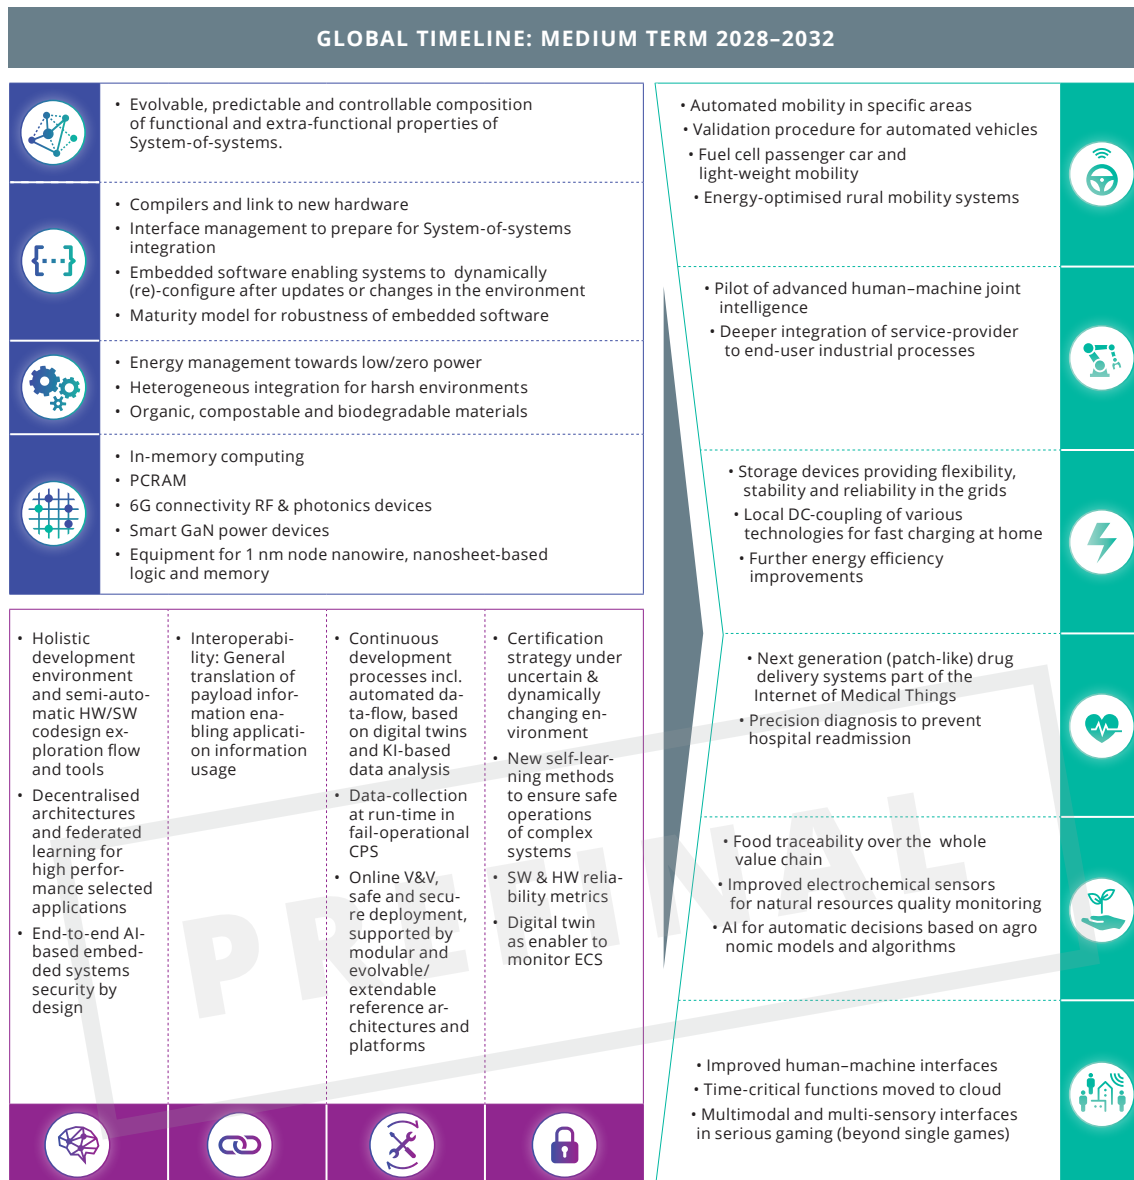 GLOBAL TIMELINE: MEDIUM TERM 2028–2032
• Evolvable, predictable and controllable composition
of functional and extra-functional properties of
System-of-systems.
• Compilers and link to new hardware
• Interface management to prepare for System-of-systems
integration
• Embedded software enabling systems to dynamically
(re)-configure after updates or changes in the environment
• Maturity model for robustness of embedded software
• Energy management towards low/zero power
• Heterogeneous integration for harsh environments
• Organic, compostable and biodegradable materials
• In-memory computing
• PCRAM
• 6G connectivity RF & photonics devices
• Smart GaN power devices
• Equipment for 1 nm node nanowire, nanosheet-based
logic and memory
• Holistic
development
environment
and semi-auto-
matic HW/SW
codesign ex-
ploration flow
and tools
• Decentralised
architectures
and federated
learning for
high perfor-
mance selected
applications
• End-to-end AI-
based embed-
ded systems
security by
design
• Interoperabi-
lity: General
translation of
payload infor-
mation ena-
bling applicati-
on information
usage
• Continuous
development
processes incl.
automated da-
ta-flow, based
on digital twins
and KI-based
data analysis
• Data-collection
at run-time in
fail-operational
CPS
• Online V&V,
safe and secu-
re deployment,
supported by
modular and
evolvable/
extendable
reference ar-
chitectures and
platforms
• Certification
strategy under
uncertain &
dynamically
changing en-
vironment
• New self-lear-
ning methods
to ensure safe
operations
of complex
systems
• SW & HW relia-
bility metrics
• Digital twin
as enabler to
monitor ECS
• Automated mobility in specific areas
• Validation procedure for automated vehicles
• Fuel cell passenger car and
light-weight mobility
• Energy-optimised rural mobility systems
• Pilot of advanced human–machine joint
intelligence
• Deeper integration of service-provider
to end-user industrial processes
• Storage devices providing flexibility,
stability and reliability in the grids
• Local DC-coupling of various
technologies for fast charging at home
• Further energy efficiency
improvements
• Next generation (patch-like) drug
delivery systems part of the
Internet of Medical Things
• Precision diagnosis to prevent
hospital readmission
• Food traceability over the whole
value chain
• Improved electrochemical sensors
for natural resources quality monitoring
• AI for automatic decisions based on agro
nomic models and algorithms
• Improved human–machine interfaces
• Time-critical functions moved to cloud
• Multimodal and multi-sensory interfaces
in serious gaming (beyond single games)
PREFINAL